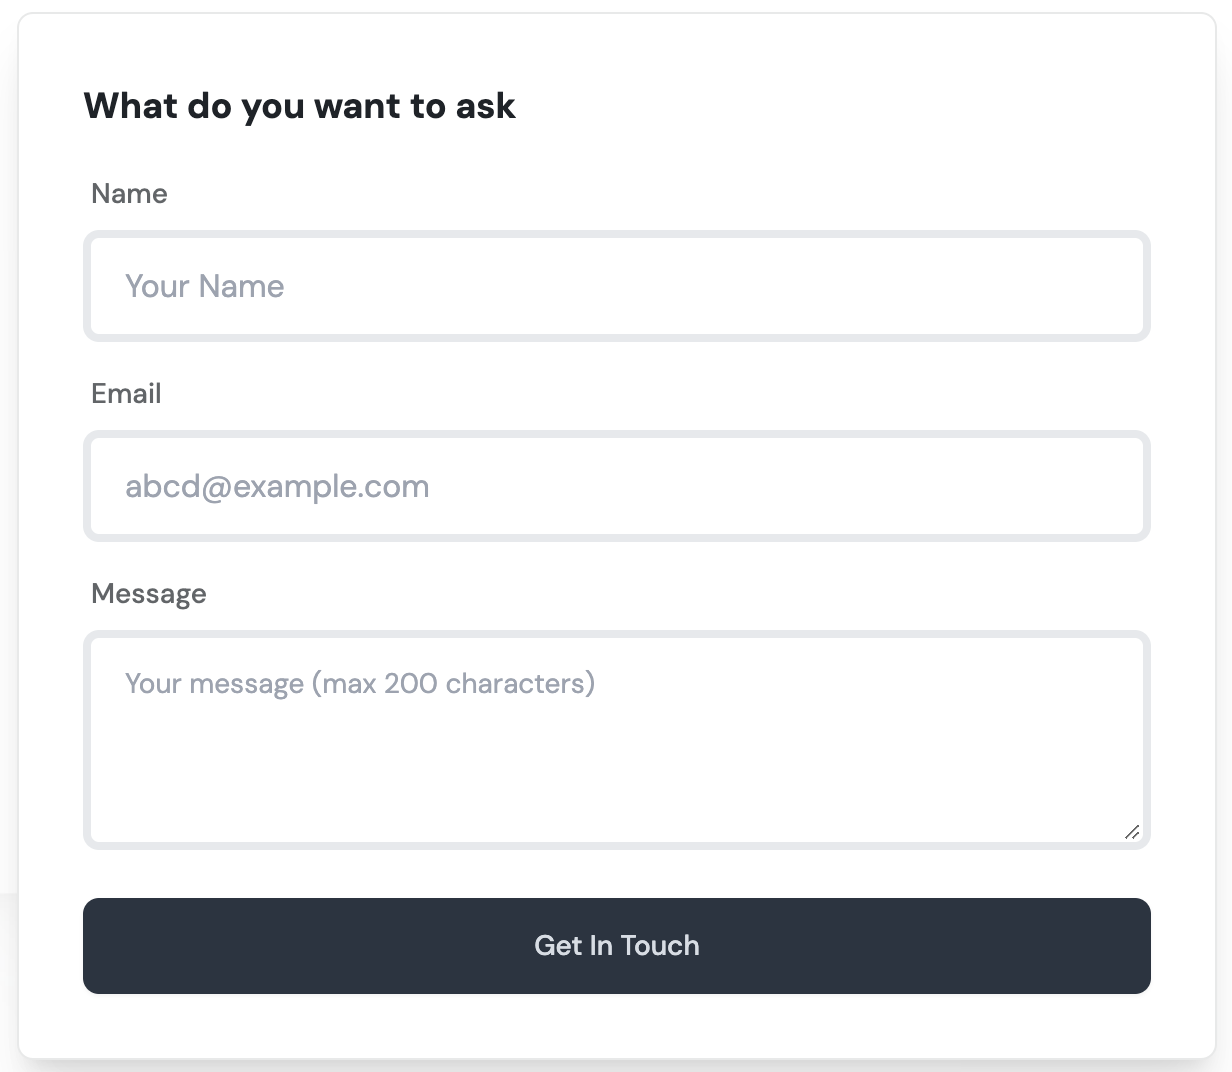 What do you want to ask
Name
Your Name
Email
abcd@example.com
Message
Your message (max 200 characters)
Get In Touch